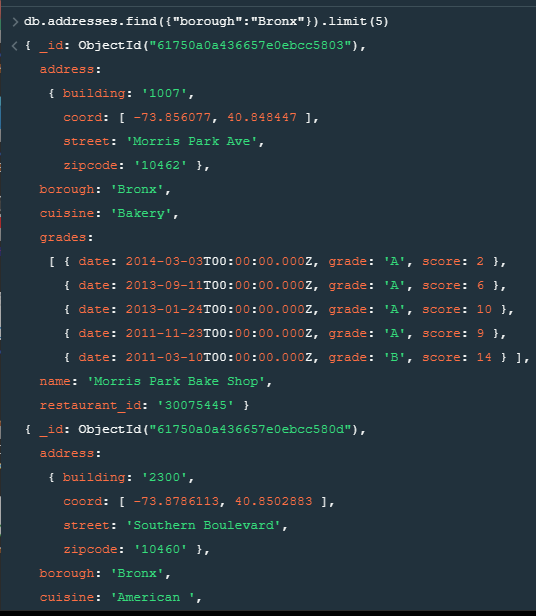 > db.addresses.find({"borough":"Bronx"}).limit(5)
< { _id: ObjectId("61750a0a436657e0ebcc5803"),
address:
{ building: '1007',
coord: [ -73.856077, 40.848447 ],
street: 'Morris Park Ave',
zipcode: '10462' },
borough: 'Bronx',
cuisine: 'Bakery',
grades:
[ { date: 2014-03-03T00:00:00.000Z, grade: 'A', score: 2 },
{ date: 2013-09-11T00:00:00.000Z, grade: 'A', score: 6 },
{ date: 2013-01-24T00:00:00.000Z, grade: 'A', score: 10 },
{ date: 2011-11-23T00:00:00.000Z, grade: 'A', score: 9 },
{ date: 2011-03-10T00:00:00.000Z, grade: 'B', score: 14 } ],
name: 'Morris Park Bake Shop',
restaurant_id: '30075445' }
{ _id: ObjectId("61750a0a436657e0ebcc580d"),
address:
{ building: '2300',
coord: [ -73.8786113, 40.8502883 ],
street: 'Southern Boulevard',
zipcode: '10460' },
borough: 'Bronx',
cuisine: 'American ',